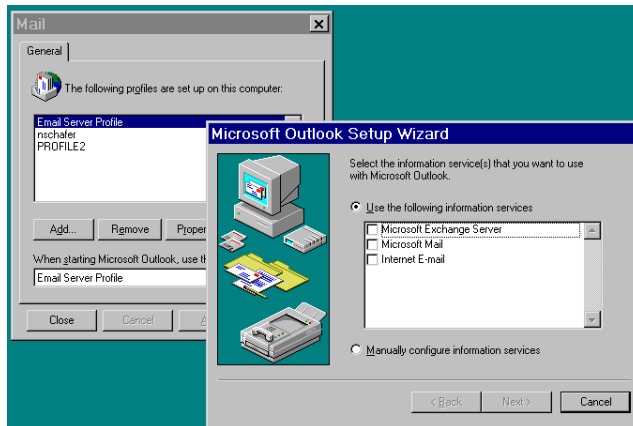 Mail
General
The following profiles are set up on this computer:
Email Server Profile
nschafer
PROFILE2
Add...
Remove
When starting Microsoft Outlook, use
Email Server Profile
Close
Cancel
Microsoft Outlook Setup Wizard
Select the information service(s) that you want to use
with Microsoft Outlook.
Use the following information services
Microsoft Exchange Server
Microsoft Mail
Internet E-mail
Manually configure information services
< Back
Next >
Cancel